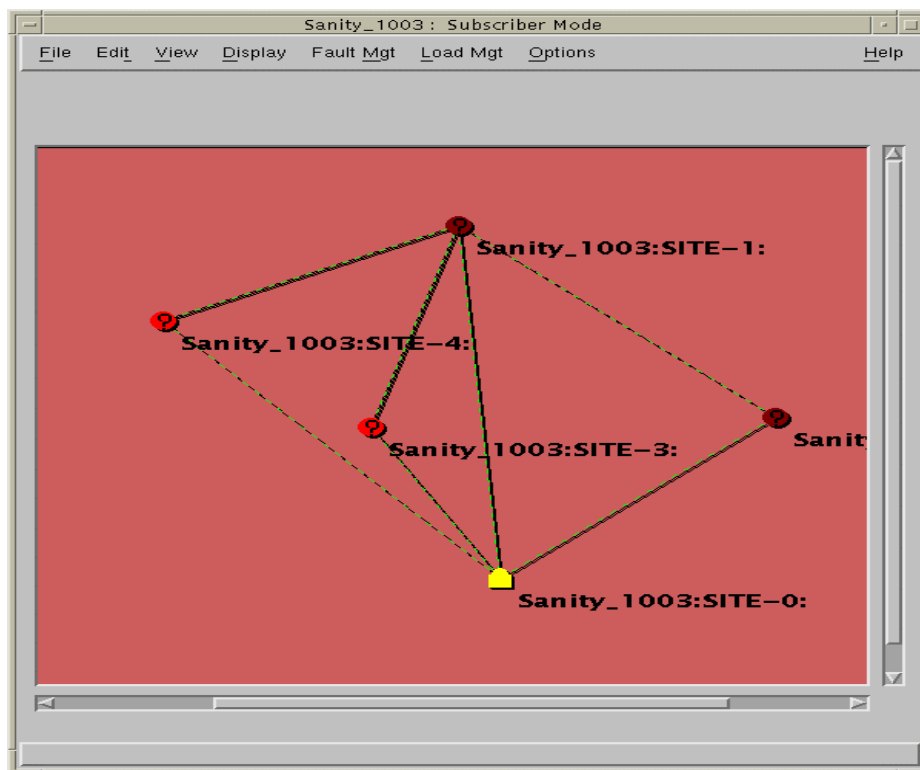 Sanity_1003 : Subscriber Mode
File Edit View Display Fault Mgt Load Mgt Options Help
Sanity_1003:SITE-1:
Sanity_1003:SITE-4:
Sanity
Sanity_1003:SITE-3:
Sanity_1003:SITE-0: